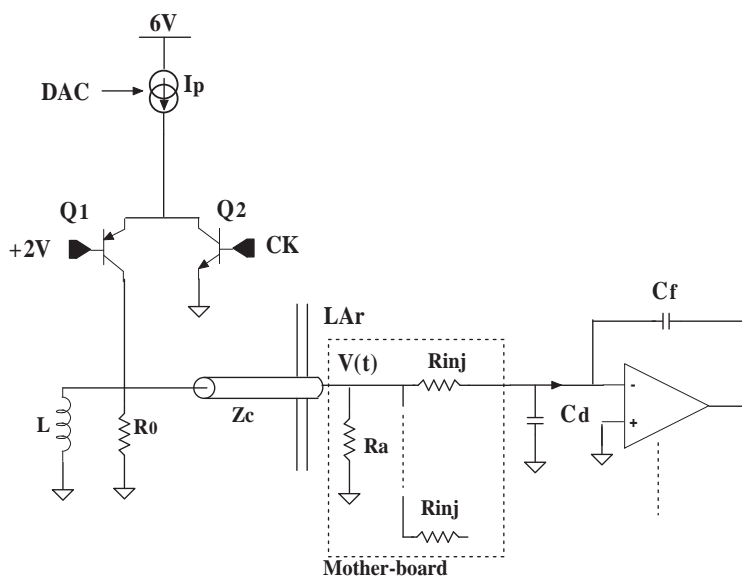 6V
DAC
Ip
Q1
Q2
+2V
CK
LAr
Cf
V(t)
Rinj
L
R0
Zc
Ra
Cd
-
+
Rinj
Mother-board